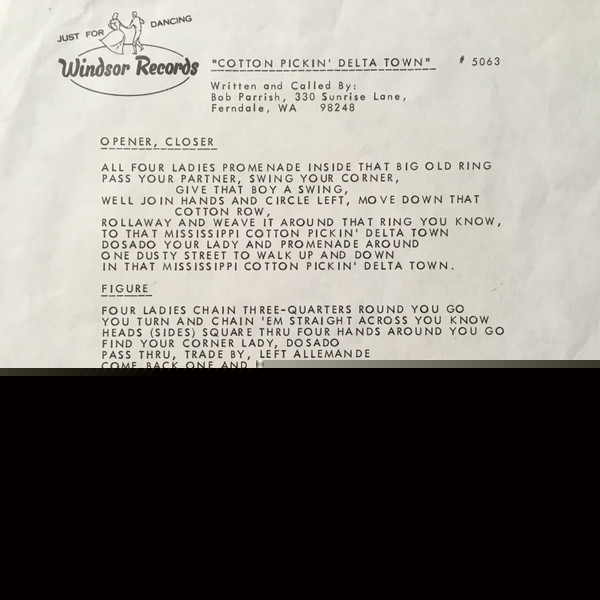 JUST FOR DANCING
Windsor Records
"COTTON PICKIN' DELTA TOWN" # 5063
Written and Called By:
Bob Parrish, 330 Sunrise Lane,
Ferndale, WA 98248
OPENER, CLOSER
ALL FOUR LADIES PROMENADE INSIDE THAT BIG OLD RING
PASS YOUR PARTNER, SWING YOUR CORNER,
GIVE THAT BOY A SWING,
WELL JOIN HANDS AND CIRCLE LEFT, MOVE DOWN THAT
COTTON ROW,
ROLLAWAY AND WEAVE IT AROUND THAT RING YOU KNOW,
TO THAT MISSISSIPPI COTTON PICKIN' DELTA TOWN
DOSADO YOUR LADY AND PROMENADE AROUND
ONE DUSTY STREET TO WALK UP AND DOWN
IN THAT MISSISSIPPI COTTON PICKIN' DELTA TOWN.
FIGURE
FOUR LADIES CHAIN THREE-QUARTERS ROUND YOU GO
YOU TURN AND CHAIN 'EM STRAIGHT ACROSS YOU KNOW
HEADS (SIDES) SQUARE THRU FOUR HANDS AROUND YOU GO
FIND YOUR CORNER LADY, DOSADO
PASS THRU, TRADE BY, LEFT ALLEMANDE
COME BACK ONE AND